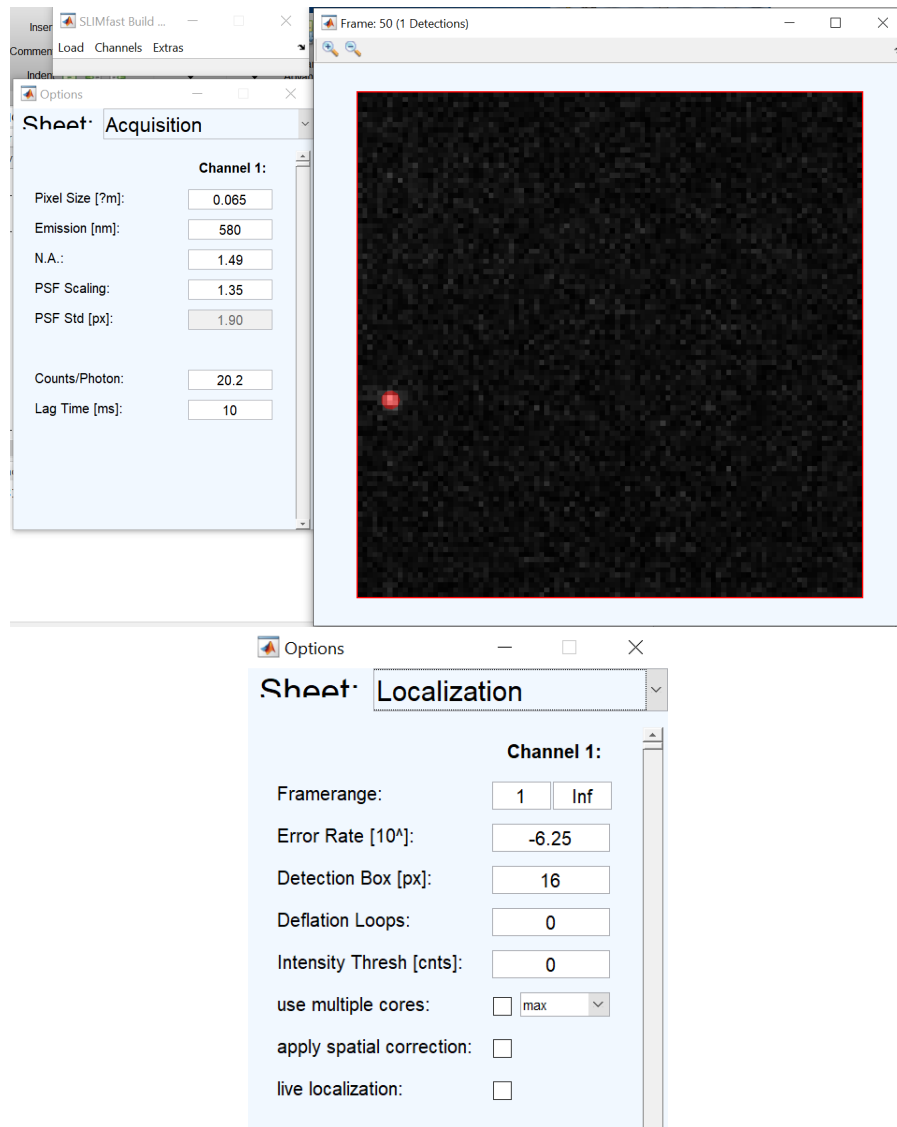 Inser
SLIMfast Build ...
Commen
Load Channels Extras
Inden
Options
Sheet: Acquisition
Channel 1:
Pixel Size [?m]: 0.065
Emission [nm]: 580
N.A.: 1.49
PSF Scaling: 1.35
PSF Std [px]: 1.90
Counts/Photon: 20.2
Lag Time [ms]: 10
Frame: 50 (1 Detections)
Options
Sheet: Localization
Channel 1:
Framerange: 1 Inf
Error Rate [10^]: -6.25
Detection Box [px]: 16
Deflation Loops: 0
Intensity Thresh [cnts]: 0
use multiple cores: max
apply spatial correction:
live localization: